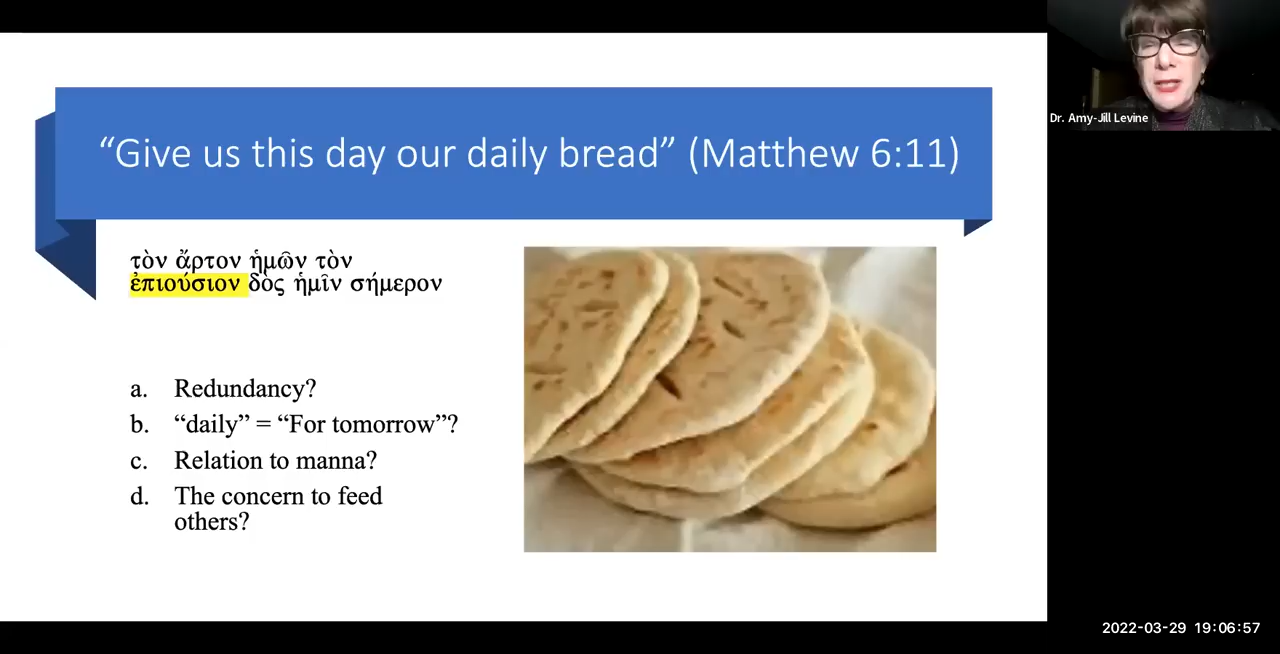 “Give us this day our daily bread” (Matthew 6:11)
τὸν ἄρτον ἡμῶν τὸν
ἐπιούσιον δὸς ἡμῖν σήμερον
a. Redundancy?
b. “daily” = “For tomorrow”?
c. Relation to manna?
d. The concern to feed
others?
Dr. Amy-Jill Levine
2022-03-29 19:06:57